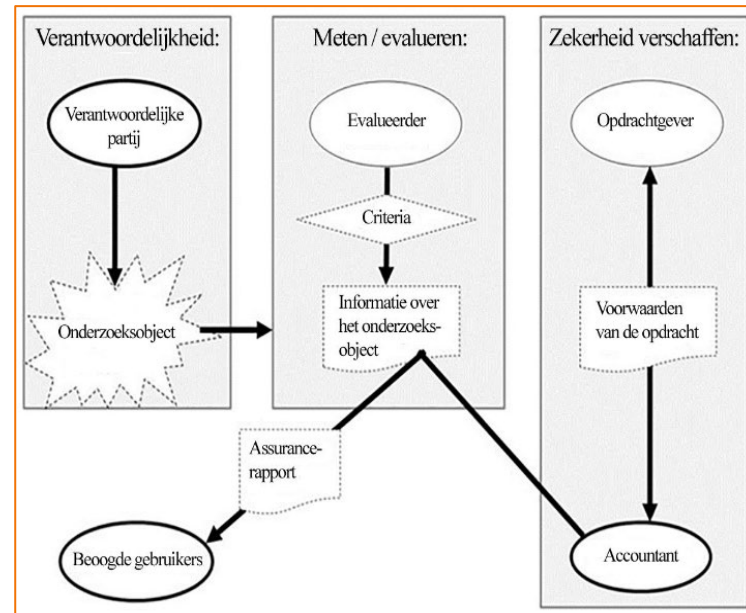 Verantwoordelijkheid:
Verantwoordelijke
partij
Onderzoeksobject
Meten / evalueren:
Evalueerder
Criteria
Informatie over
het onderzoeks-
object
Zekerheid verschaffen:
Opdrachtgever
Voorwaarden
van de opdracht
Accountant
Assurance-
rapport
Beoogde gebruikers